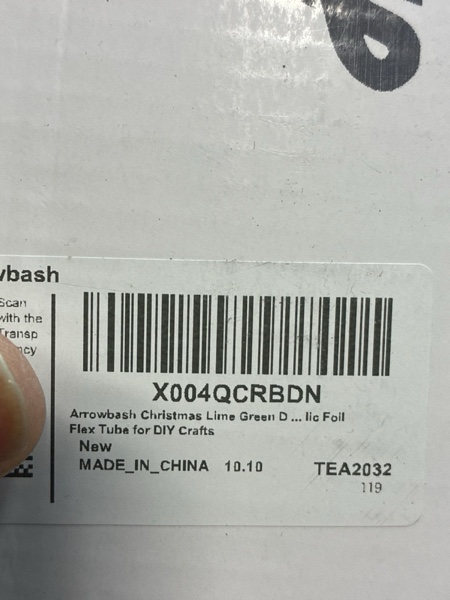 wbash
Scan
with the
Transp
ncy
X004QCRBDN
Arrowbash Christmas Lime Green D ... lic Foil
Flex Tube for DIY Crafts
New
MADE_IN_CHINA 10.10 TEA2032
119